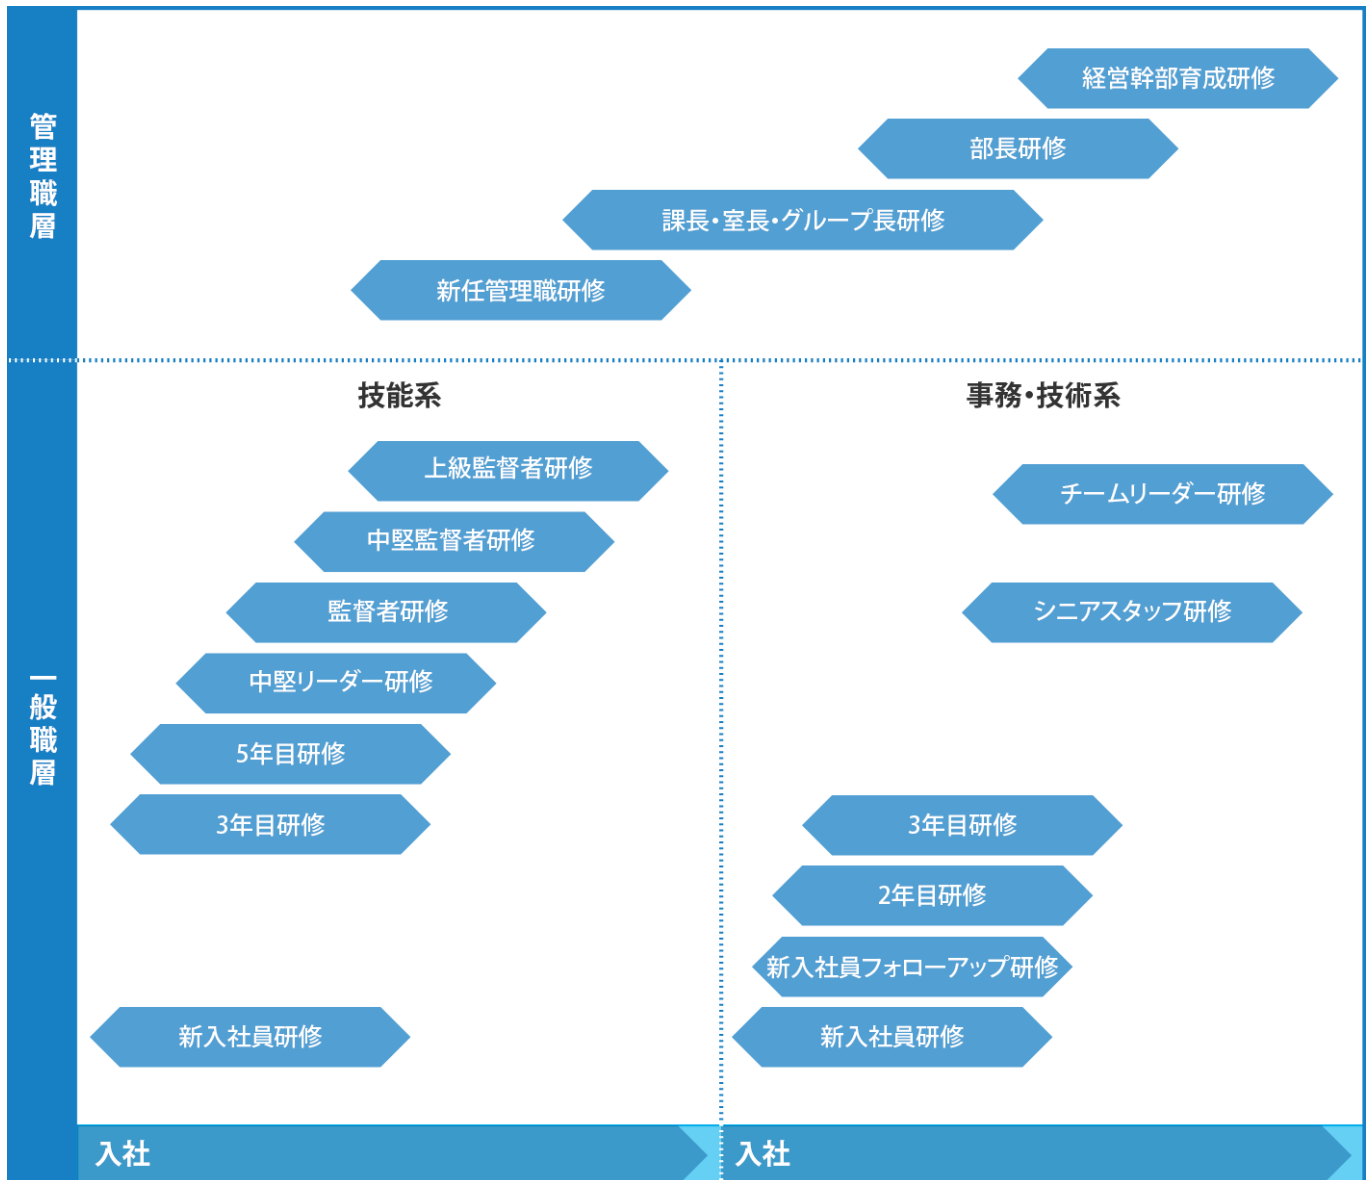 管理職層
経営幹部育成研修
部長研修
課長・室長・グループ長研修
新任管理職研修
一般職層
技能系
上級監督者研修
中堅監督者研修
監督者研修
中堅リーダー研修
5年目研修
3年目研修
新入社員研修
入社
事務・技術系
チームリーダー研修
シニアスタッフ研修
3年目研修
2年目研修
新入社員フォローアップ研修
新入社員研修
入社